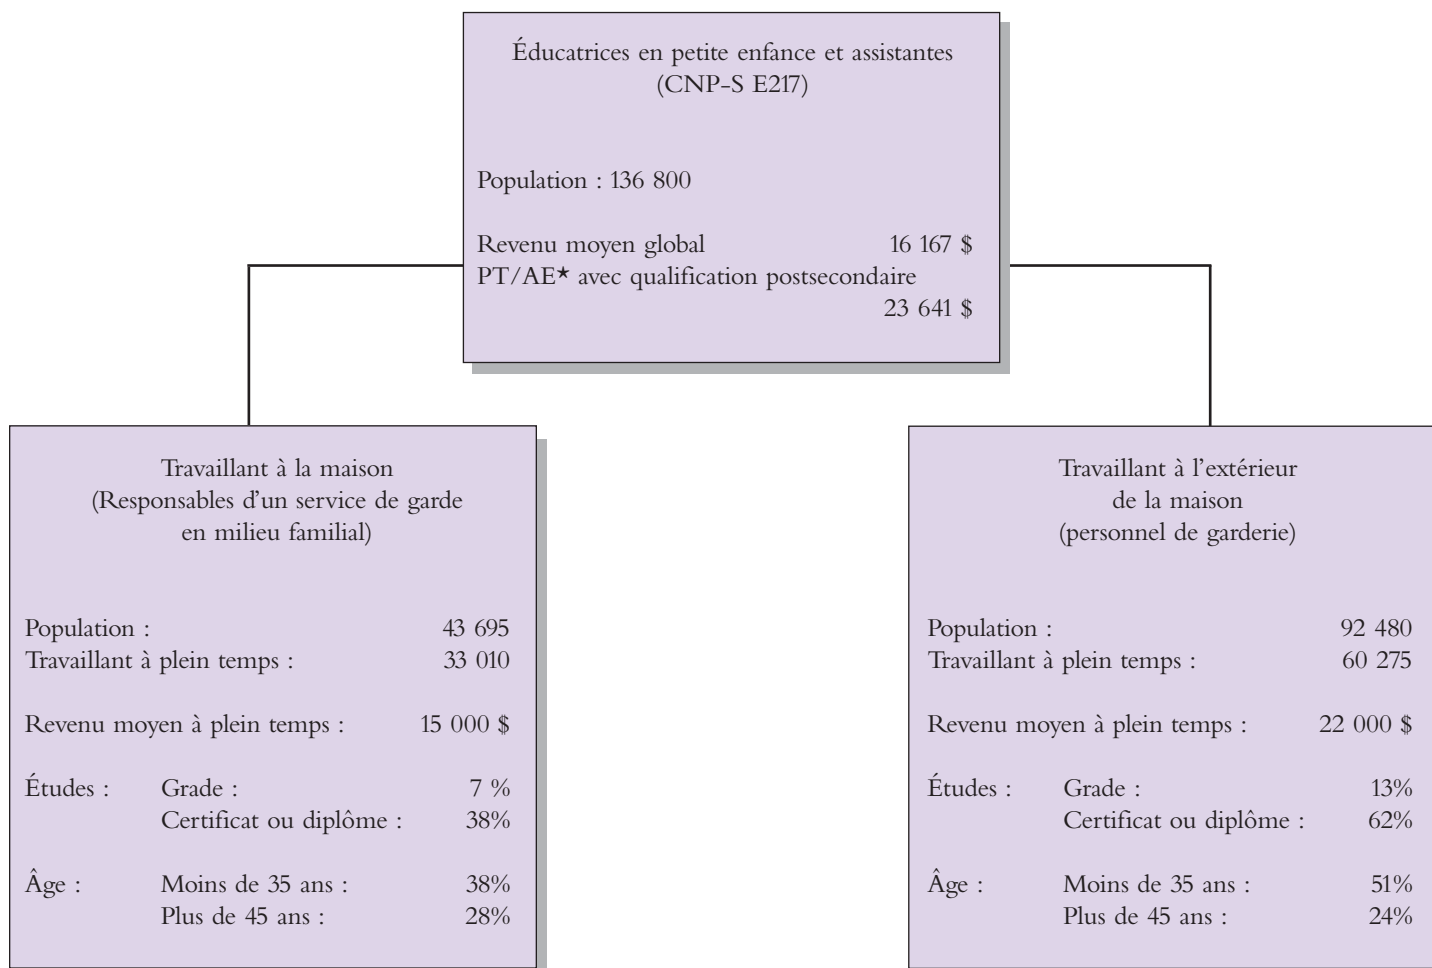 Éducatrices en petite enfance et assistantes
(CNP-S E217)
Population : 136 800
Revenu moyen global 16 167 $
PT/AE★ avec qualification postsecondaire
23 641 $
Travaillant à la maison
(Responsables d'un service de garde
en milieu familial)
Population : 43 695
Travaillant à plein temps : 33 010
Revenu moyen à plein temps : 15 000 $
Études : Grade : 7 %
Certificat ou diplôme : 38%
Âge : Moins de 35 ans : 38%
Plus de 45 ans : 28%
Travaillant à l'extérieur
de la maison
(personnel de garderie)
Population : 92 480
Travaillant à plein temps : 60 275
Revenu moyen à plein temps : 22 000 $
Études : Grade : 13%
Certificat ou diplôme : 62%
Âge : Moins de 35 ans : 51%
Plus de 45 ans : 24%